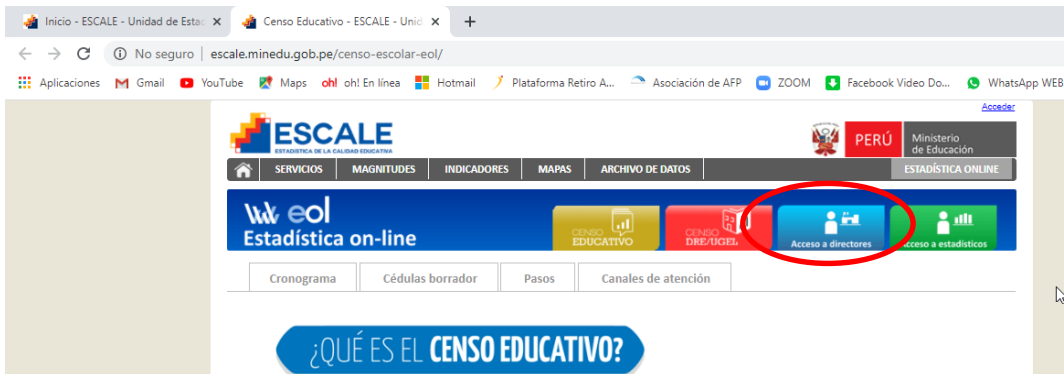 Inicio - ESCALE - Unidad de Estad
Censo Educativo - ESCALE - Unid
No seguro | escale.minedu.gob.pe/censo-escolar-eol/
Aplicaciones Gmail YouTube Maps oh! oh! En línea Hotmail Plataforma Retiro A... Asociación de AFP ZOOM Facebook Video Do... WhatsApp WEB
Acceder
ESCALE
ESTADÍSTICA DE LA CALIDAD EDUCATIVA
PERÚ
Ministerio
de Educación
SERVICIOS MAGNITUDES INDICADORES MAPAS ARCHIVO DE DATOS ESTADÍSTICA ONLINE
eol
Estadística on-line
CENSO
EDUCATIVO
CENSO
DRE/UGEL
Acceso a directores
Acceso a estadísticos
Cronograma Cédulas borrador Pasos Canales de atención
¿QUÉ ES EL CENSO EDUCATIVO?